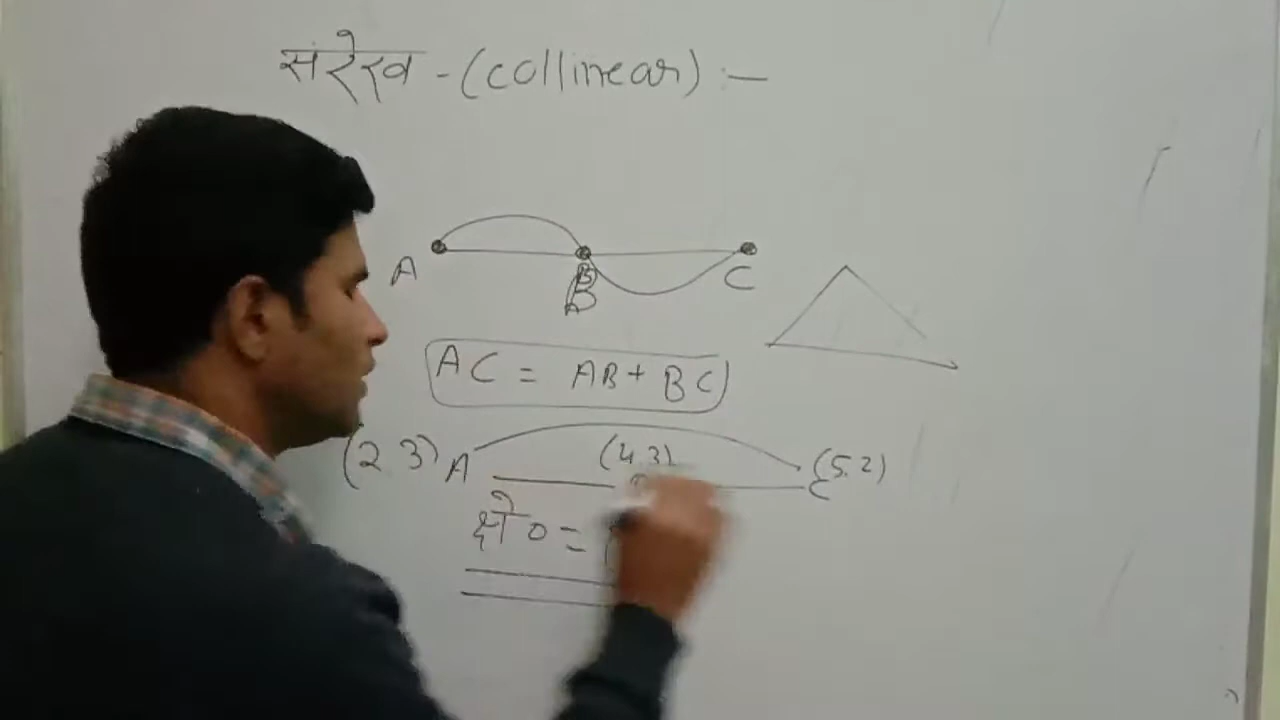 संरेख - (collinear) :-
A B C
AC = AB + BC
(2 3) A (4,3) (5.2)
क्षे० =